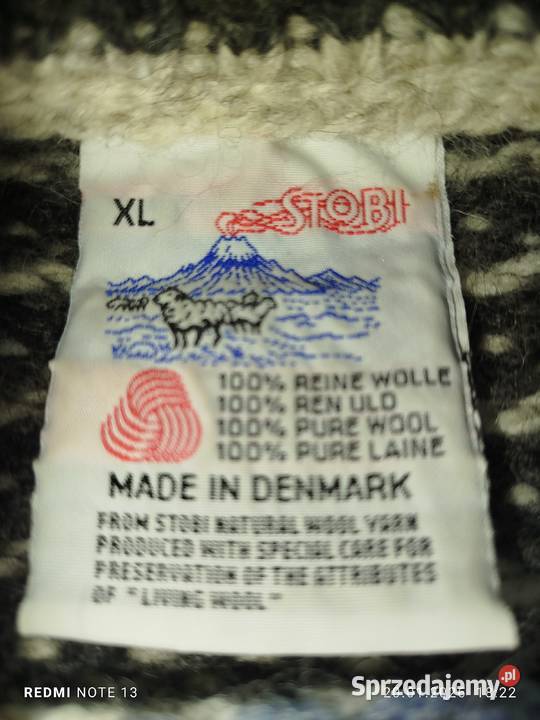 XL
STOBI
100% REINE WOLLE
100% REN ULD
100% PURE WOOL
100% PURE LAINE
MADE IN DENMARK
FROM STOBI NATURAL WOOL YARN
PRODUCED WITH SPECIAL CARE FOR
PRESERVATION OF THE ATTRIBUTES
OF "LIVING WOOL"
REDMI NOTE 13
Sprzedajemy.pl